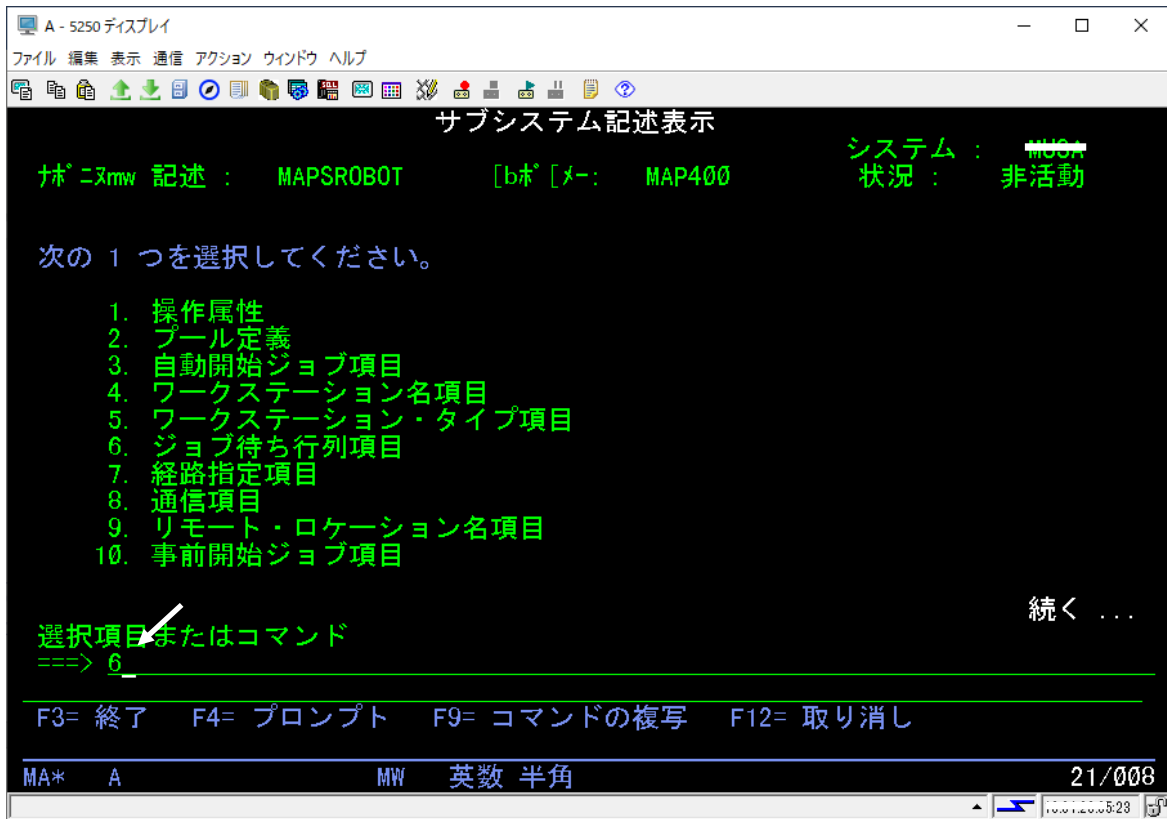 A - 5250 ディスプレイ
ファイル 編集 表示 通信 アクション ウィンドウ ヘルプ
サブシステム記述表示
システム :
ﾅﾎﾞﾆﾇmw 記述 : MAPSROBOT [bﾎﾞ[ﾒｰ: MAP400 状況 : 非活動
次の 1 つを選択してください。
1. 操作属性
2. プール定義
3. 自動開始ジョブ項目
4. ワークステーション名項目
5. ワークステーション・タイプ項目
6. ジョブ待ち行列項目
7. 経路指定項目
8. 通信項目
9. リモート・ロケーション名項目
10. 事前開始ジョブ項目
続く ...
選択項目またはコマンド
===> 6
F3= 終了 F4= プロンプト F9= コマンドの複写 F12= 取り消し
MA* A MW 英数 半角 21/008